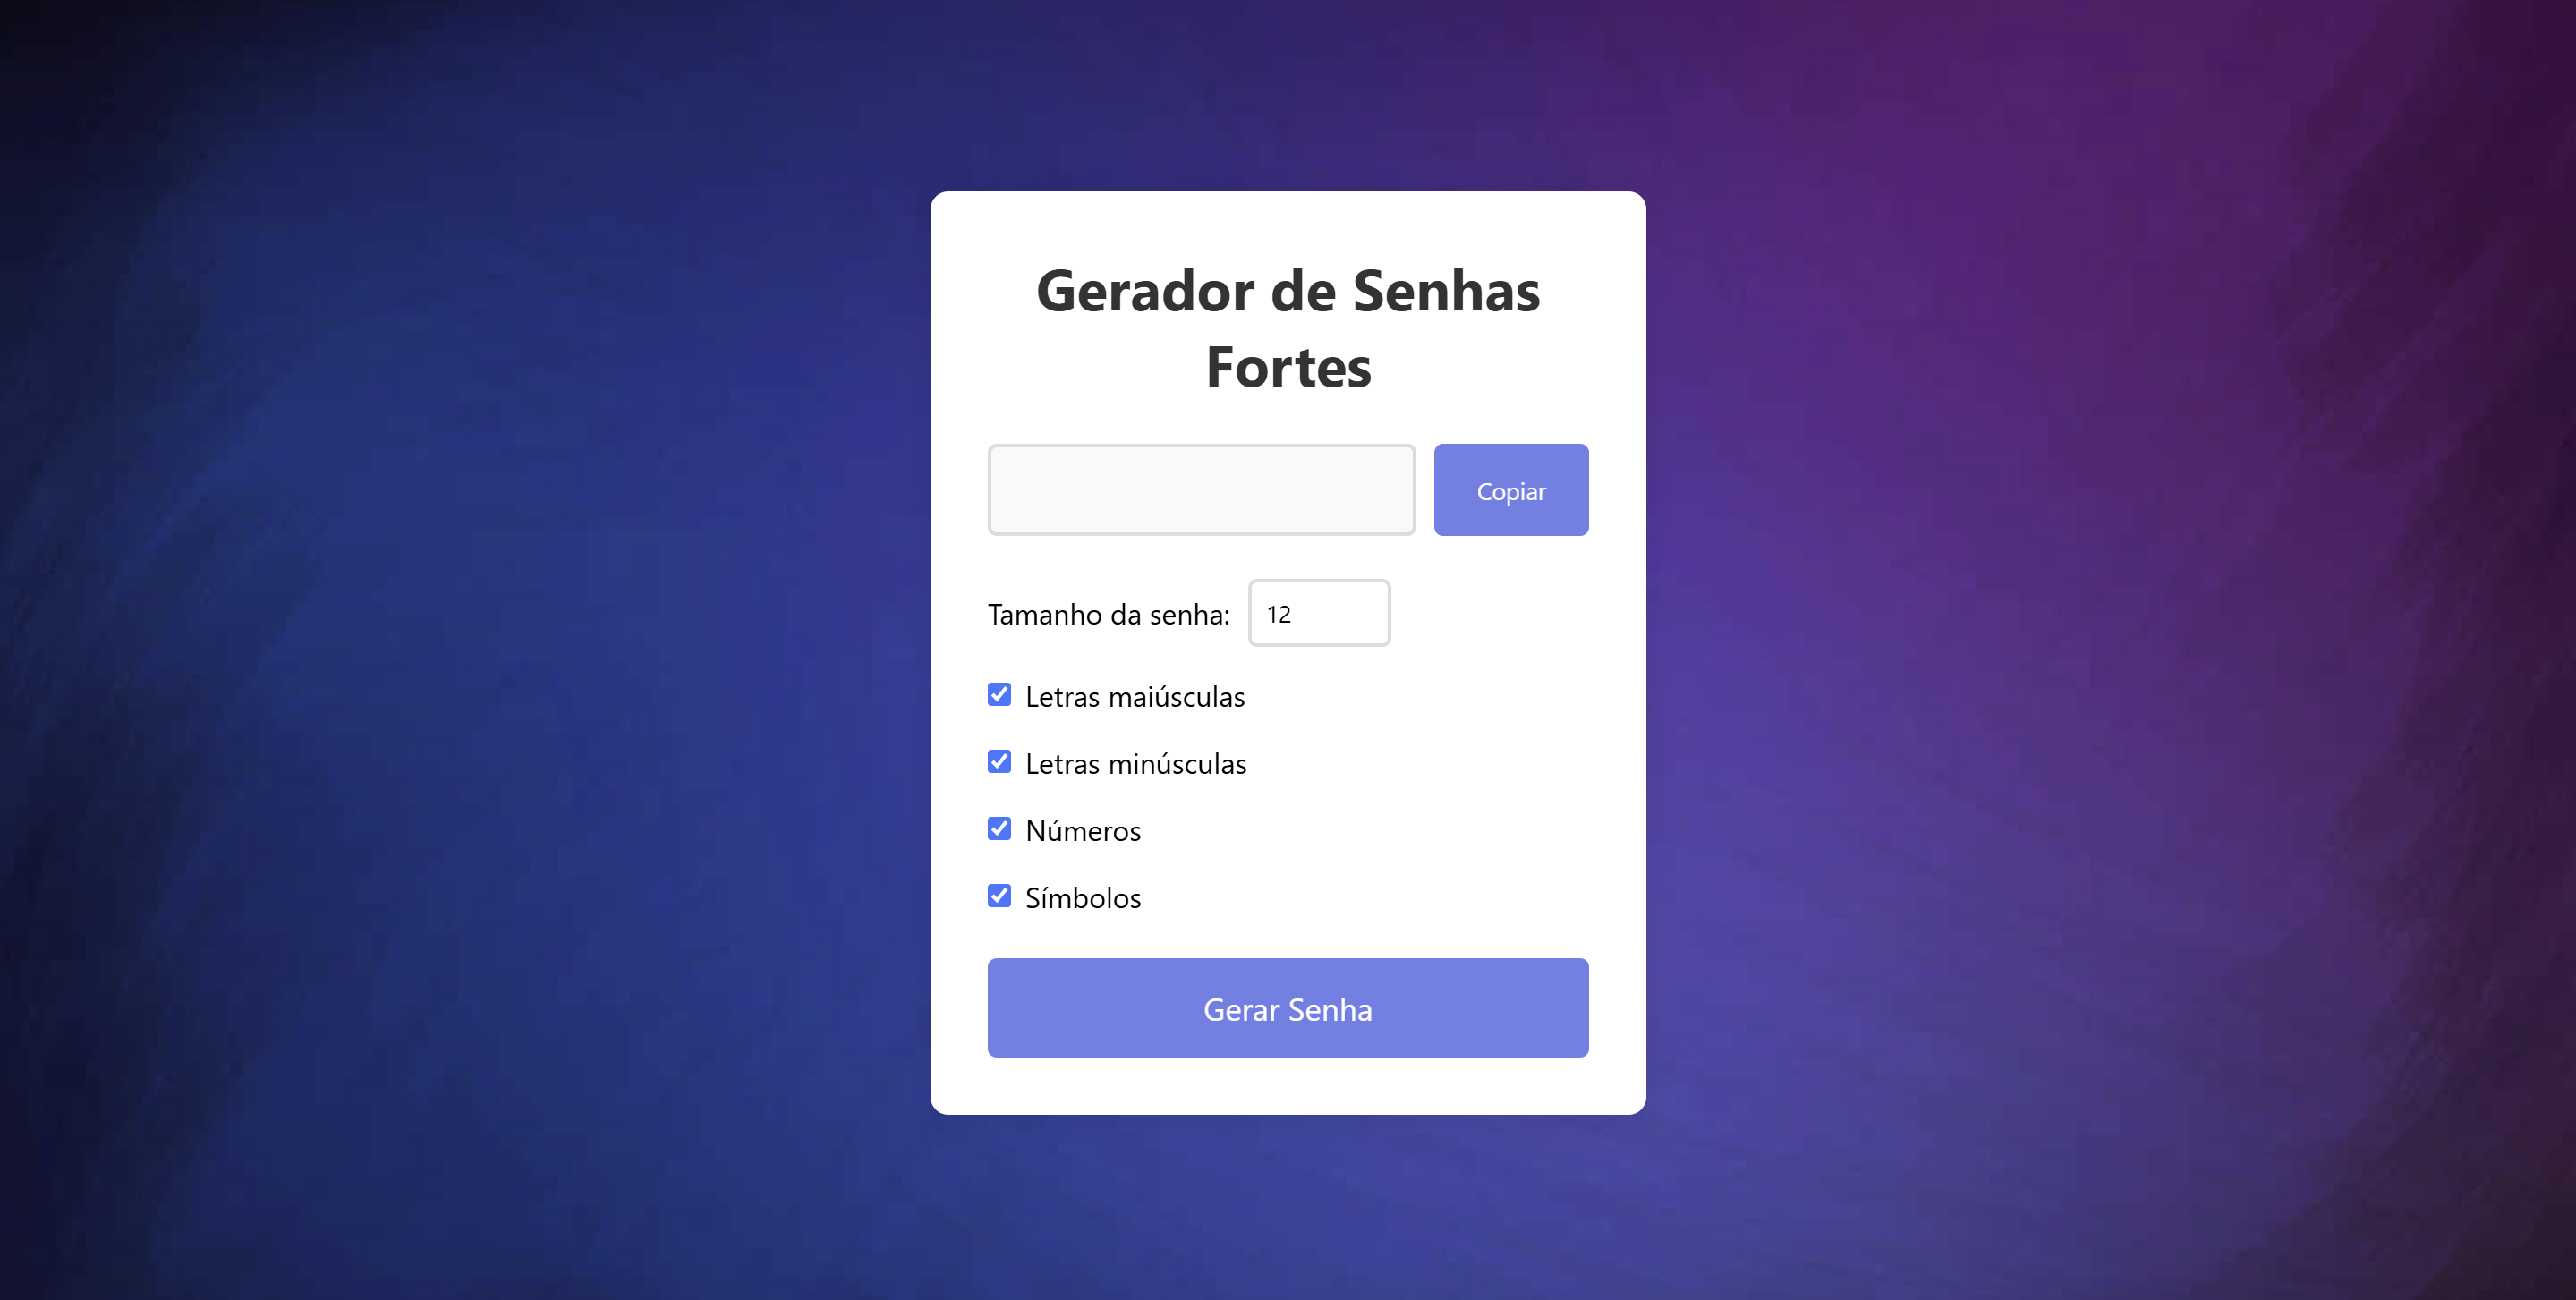 Gerador de Senhas
Fortes
Copiar
Tamanho da senha: 12
Letras maiúsculas
Letras minúsculas
Números
Símbolos
Gerar Senha